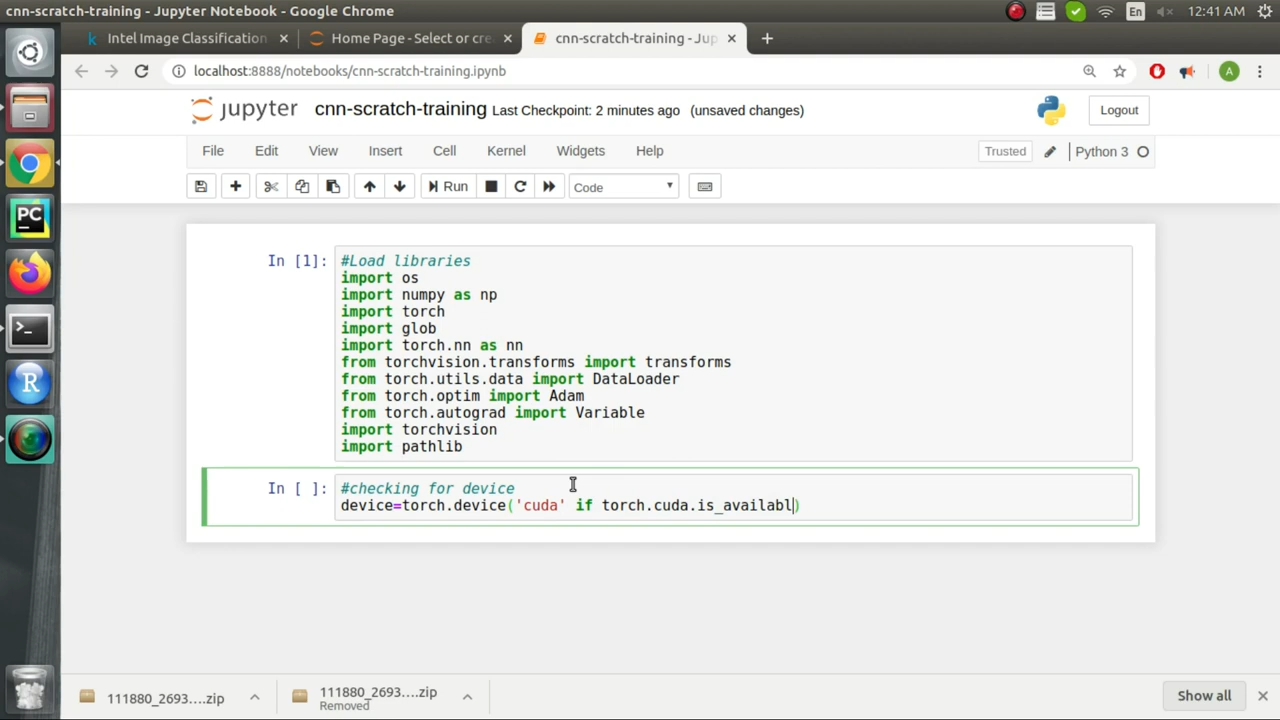 cnn-scratch-training - Jupyter Notebook - Google Chrome
En 12:41 AM
k Intel Image Classification Home Page - Select or cre. cnn-scratch-training - Jup
localhost:8888/notebooks/cnn-scratch-training.ipynb A
jupyter cnn-scratch-training Last Checkpoint: 2 minutes ago (unsaved changes) Logout
File Edit View Insert Cell Kernel Widgets Help Trusted Python 3
Run Code
PC
In [1]: #Load libraries
import os
import numpy as np
import torch
import glob
import torch.nn as nn
from torchvision.transforms import transforms
from torch.utils.data import DataLoader
from torch.optim import Adam
from torch.autograd import Variable
import torchvision
import pathlib
In [ ]: #checking for device
device=torch.device('cuda' if torch.cuda.is_availabl)
R
111880_2693....zip 111880_2693....zip Show all
Removed